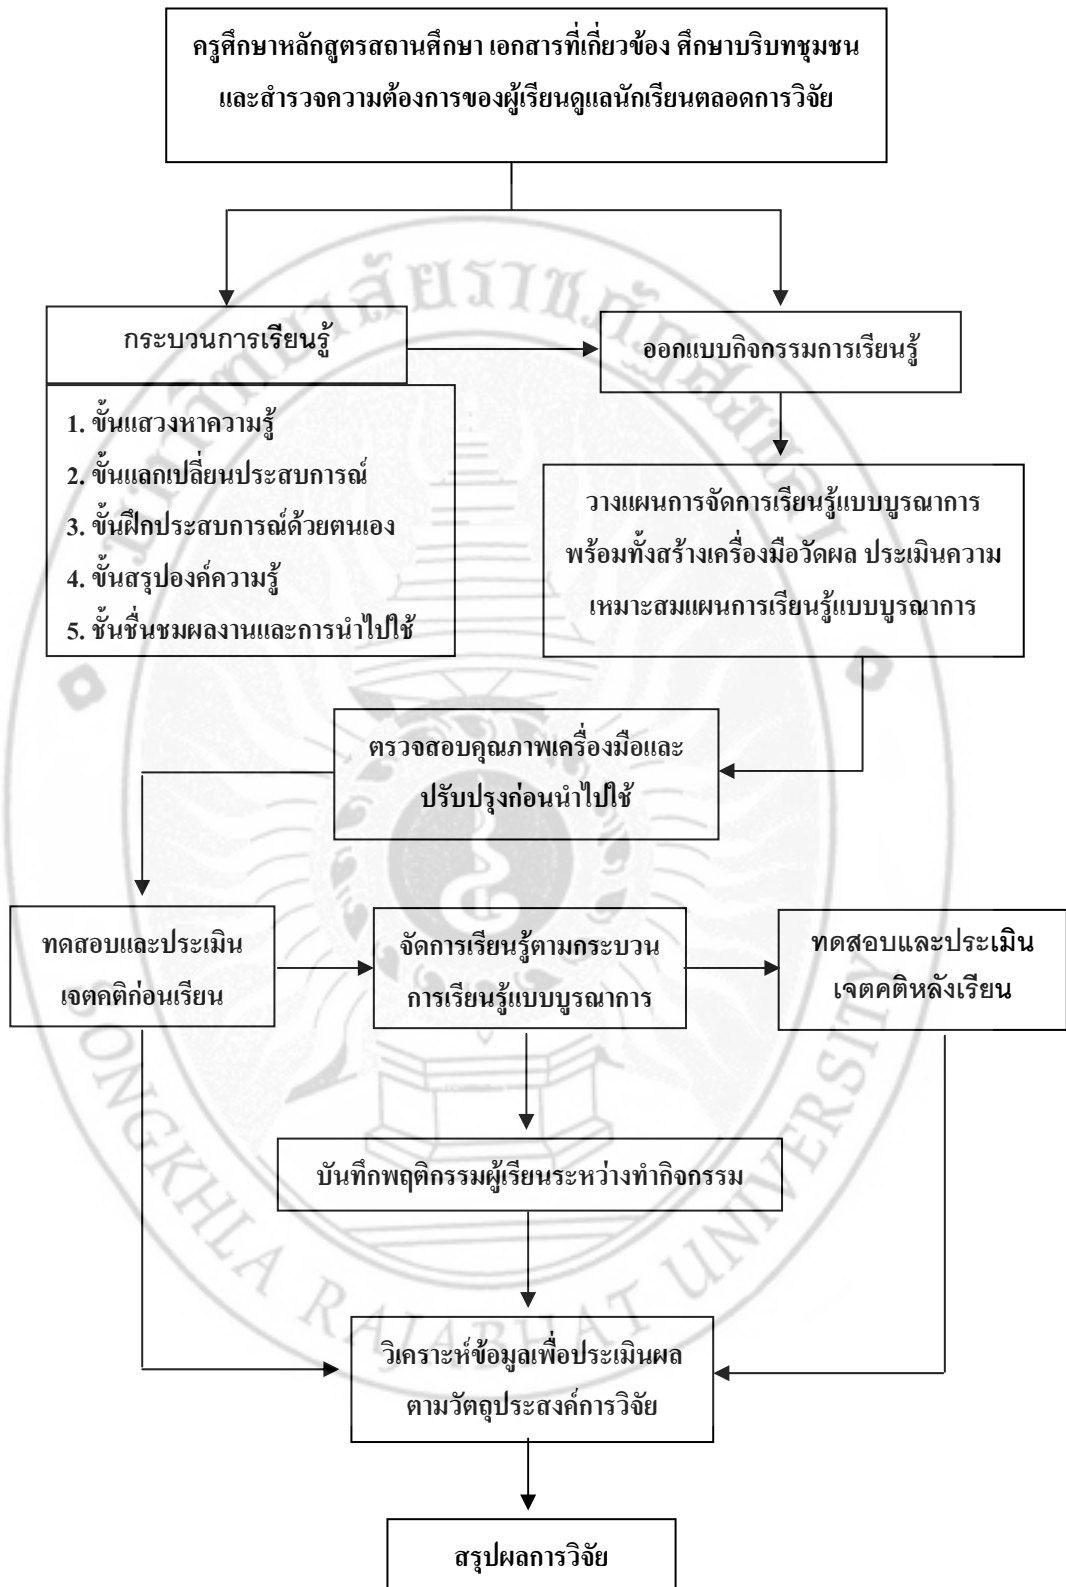 ครูศึกษาหลักสูตรสถานศึกษา เอกสารที่เกี่ยวข้อง ศึกษาบริบทชุมชน
และสำรวจความต้องการของผู้เรียนดูแลนักเรียนตลอดการวิจัย
กระบวนการเรียนรู้
ออกแบบกิจกรรมการเรียนรู้
1. ขั้นแสวงหาความรู้
2. ขั้นแลกเปลี่ยนประสบการณ์
3. ขั้นฝึกประสบการณ์ด้วยตนเอง
4. ขั้นสรุปองค์ความรู้
5. ชั้นชื่นชมผลงานและการนำไปใช้
วางแผนการจัดการเรียนรู้แบบบูรณาการ
พร้อมทั้งสร้างเครื่องมือวัดผล ประเมินความ
เหมาะสมแผนการเรียนรู้แบบบูรณาการ
ตรวจสอบคุณภาพเครื่องมือและ
ปรับปรุงก่อนนำไปใช้
ทดสอบและประเมิน
เจตคติก่อนเรียน
จัดการเรียนรู้ตามกระบวน
การเรียนรู้แบบบูรณาการ
ทดสอบและประเมิน
เจตคติหลังเรียน
บันทึกพฤติกรรมผู้เรียนระหว่างทำกิจกรรม
วิเคราะห์ข้อมูลเพื่อประเมินผล
ตามวัตถุประสงค์การวิจัย
สรุปผลการวิจัย
มหาวิทยาลัยราชภัฏสงขลา
SONGKHLA RAJABHAT UNIVERSITY